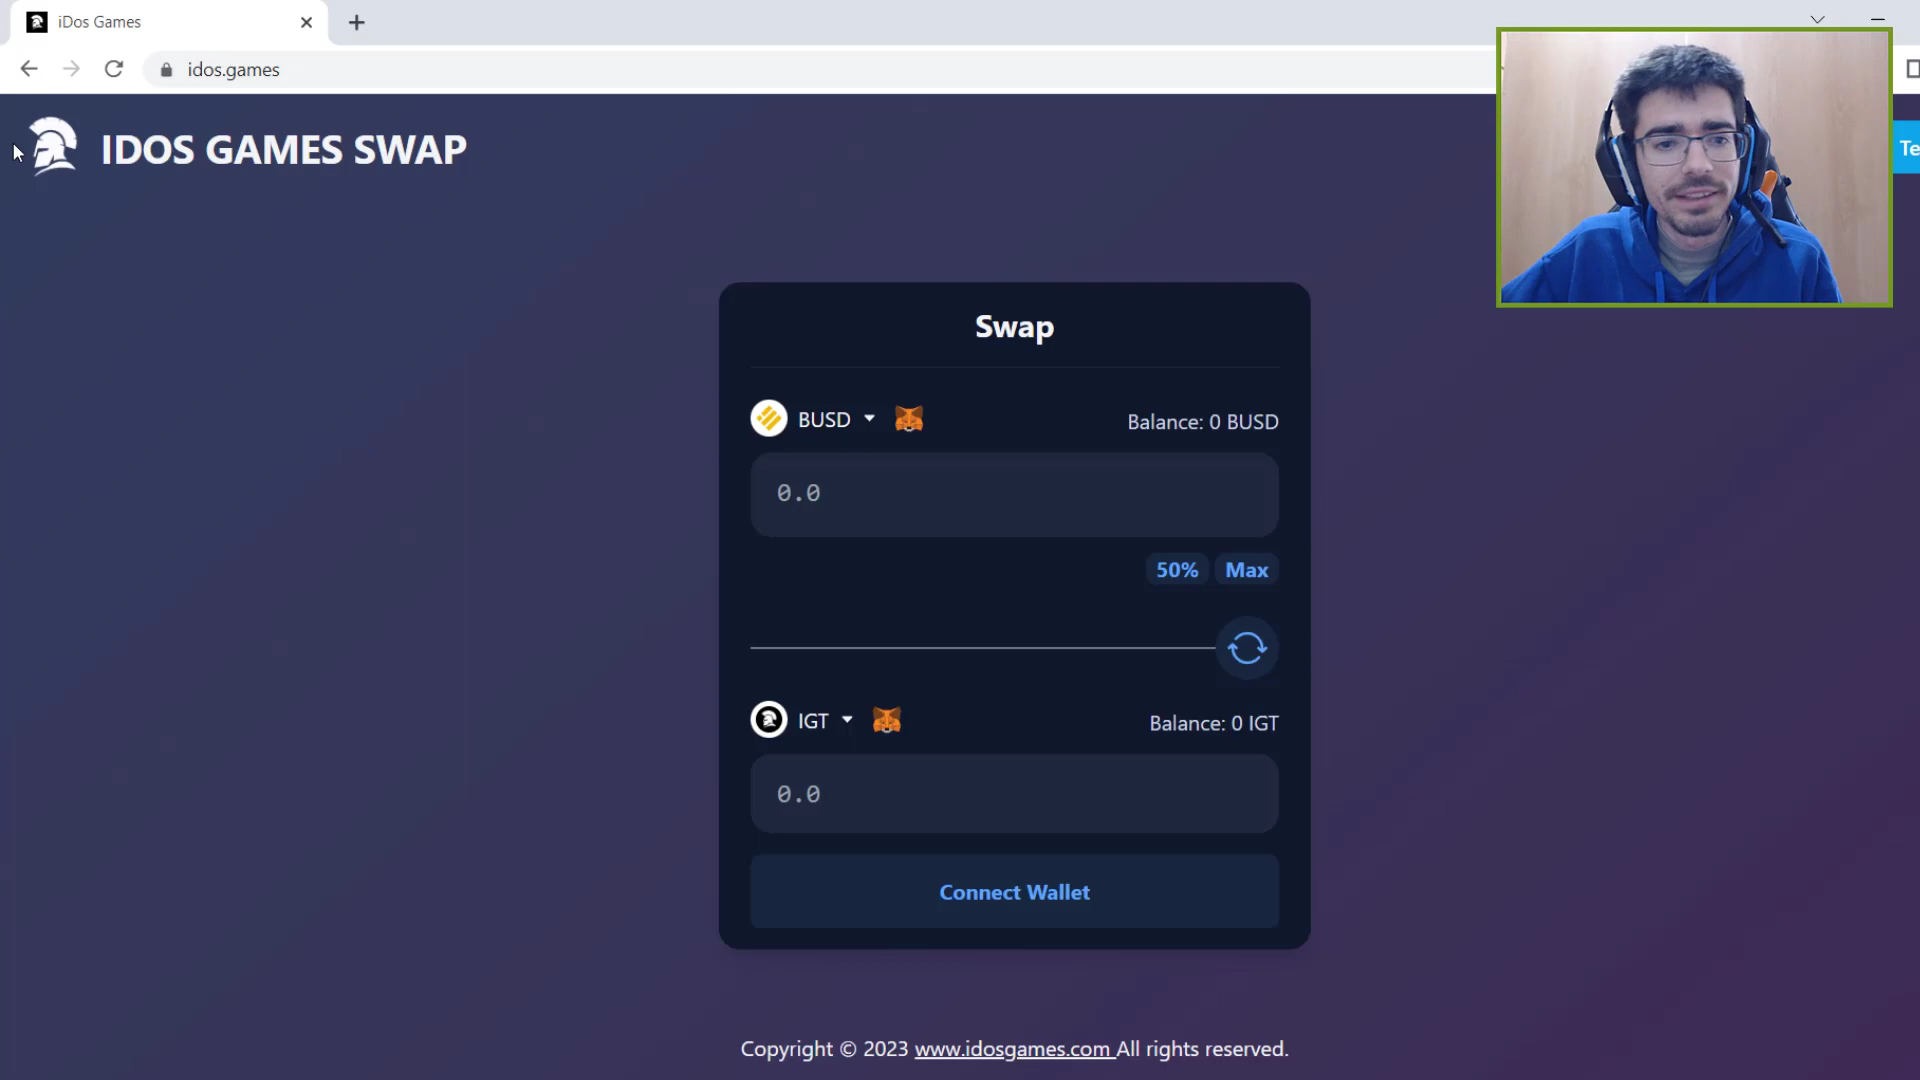 iDos Games
idos.games
IDOS GAMES SWAP
Te
Swap
BUSD
Balance: 0 BUSD
0.0
50% Max
IGT
Balance: 0 IGT
0.0
Connect Wallet
Copyright © 2023 www.idosgames.com All rights reserved.